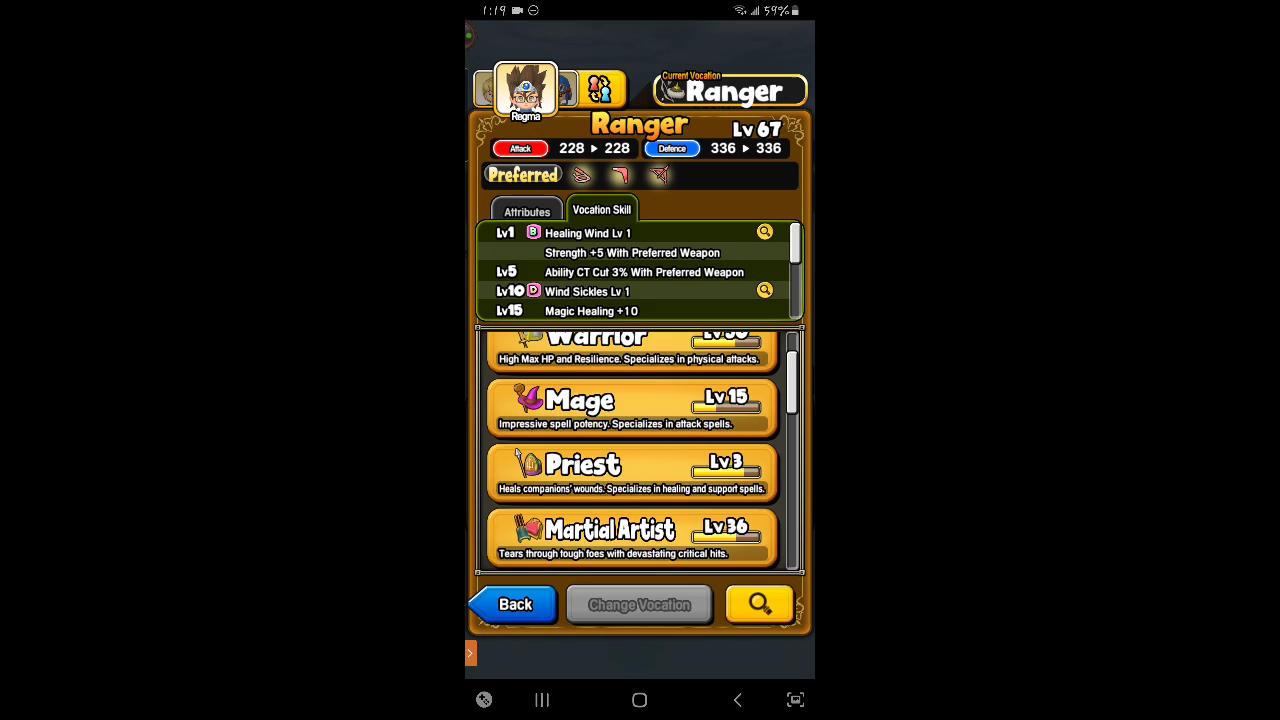 1:19
59%
Current Vocation
Ranger
Regma
Ranger Lv 67
Attack 228 ▸ 228 Defence 336 ▸ 336
Preferred
Attributes Vocation Skill
Lv1 B Healing Wind Lv 1
Strength +5 With Preferred Weapon
Lv5 Ability CT Cut 3% With Preferred Weapon
Lv10 D Wind Sickles Lv 1
Lv15 Magic Healing +10
Warrior
High Max HP and Resilience. Specializes in physical attacks.
Mage Lv 15
Impressive spell potency. Specializes in attack spells.
Priest Lv 3
Heals companions' wounds. Specializes in healing and support spells.
Martial Artist Lv 36
Tears through tough foes with devastating critical hits.
Back Change Vocation